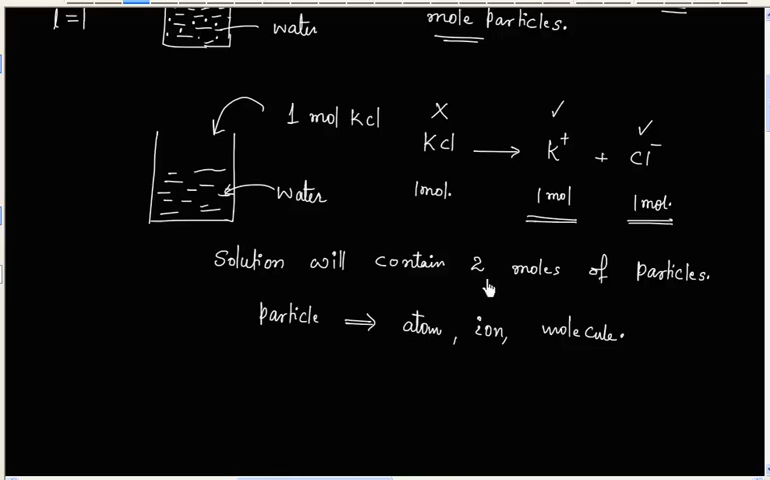 mole particles.
water
1 mol Kcl
Kcl → K⁺ + Cl⁻
1mol. 1mol 1mol.
water
Solution will contain 2 moles of particles.
particle ⇒ atom, ion, molecule.